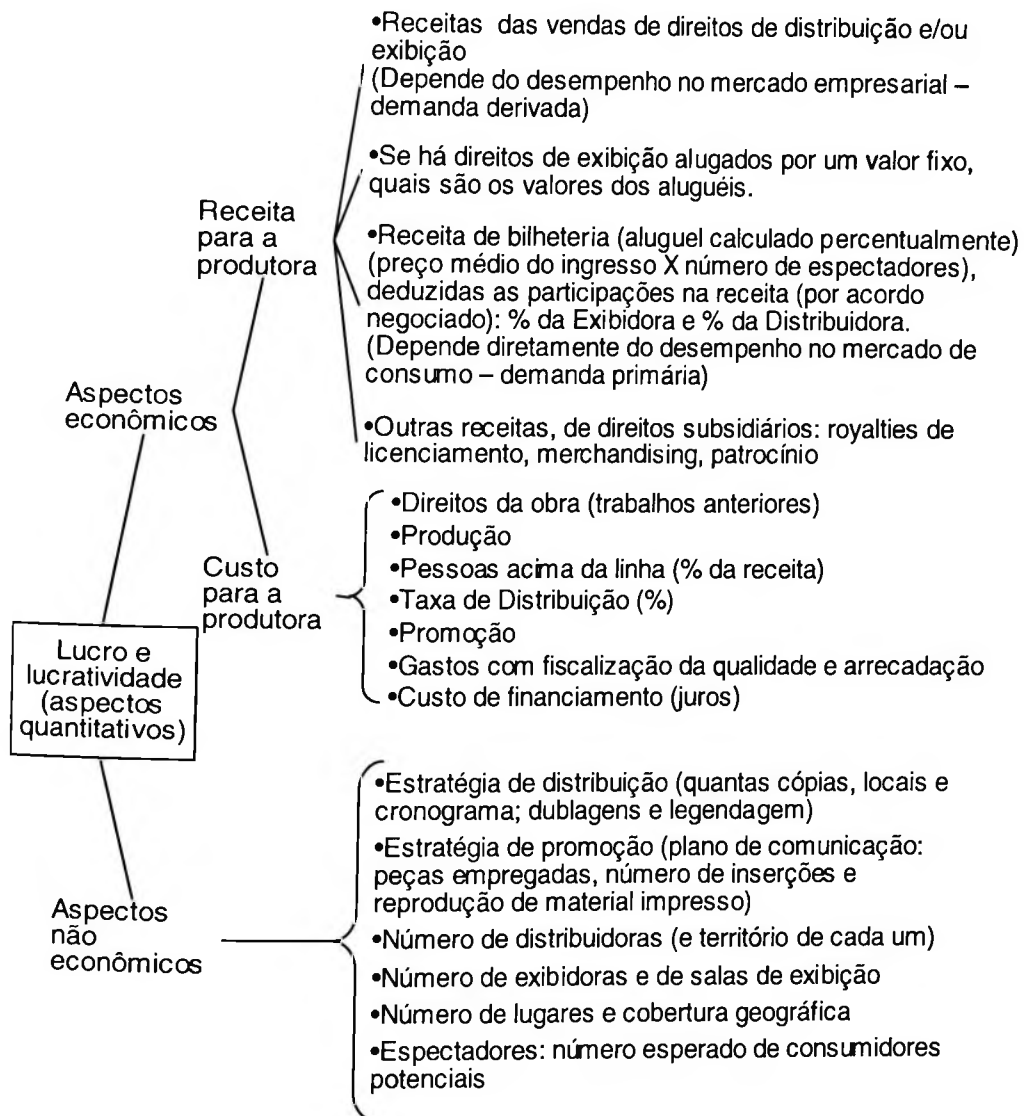 •Receitas das vendas de direitos de distribuição e/ou
exibição
(Depende do desempenho no mercado empresarial –
demanda derivada)
•Se há direitos de exibição alugados por um valor fixo,
quais são os valores dos aluguéis.
Receita
para a
produtora
•Receita de bilheteria (aluguel calculado percentualmente)
(preço médio do ingresso X número de espectadores),
deduzidas as participações na receita (por acordo
negociado): % da Exibidora e % da Distribuidora.
(Depende diretamente do desempenho no mercado de
consumo – demanda primária)
Aspectos
econômicos
•Outras receitas, de direitos subsidiários: royalties de
licenciamento, merchandising, patrocínio
Custo
para a
produtora
•Direitos da obra (trabalhos anteriores)
•Produção
•Pessoas acima da linha (% da receita)
•Taxa de Distribuição (%)
•Promoção
•Gastos com fiscalização da qualidade e arrecadação
•Custo de financiamento (juros)
Lucro e
lucratividade
(aspectos
quantitativos)
Aspectos
não
econômicos
•Estratégia de distribuição (quantas cópias, locais e
cronograma; dublagens e legendagem)
•Estratégia de promoção (plano de comunicação:
peças empregadas, número de inserções e
reprodução de material impresso)
•Número de distribuidoras (e território de cada um)
•Número de exibidoras e de salas de exibição
•Número de lugares e cobertura geográfica
•Espectadores: número esperado de consumidores
potenciais